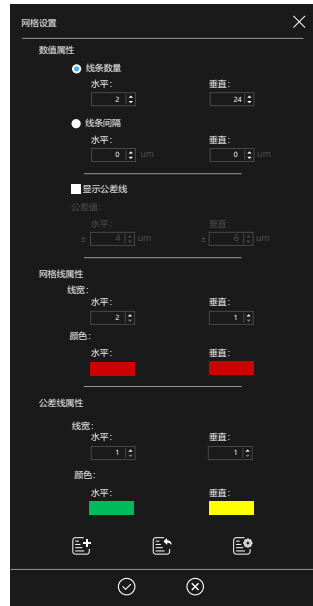 网格设置
数值属性
线条数量
水平: 垂直:
2 24
线条间隔
水平: 垂直:
0 um 0 um
显示公差线
公差值:
水平: 垂直:
± 4 um ± 6 um
网格线属性
线宽:
水平: 垂直:
2 1
颜色:
水平: 垂直:
公差线属性
线宽:
水平: 垂直:
1 1
颜色:
水平: 垂直: